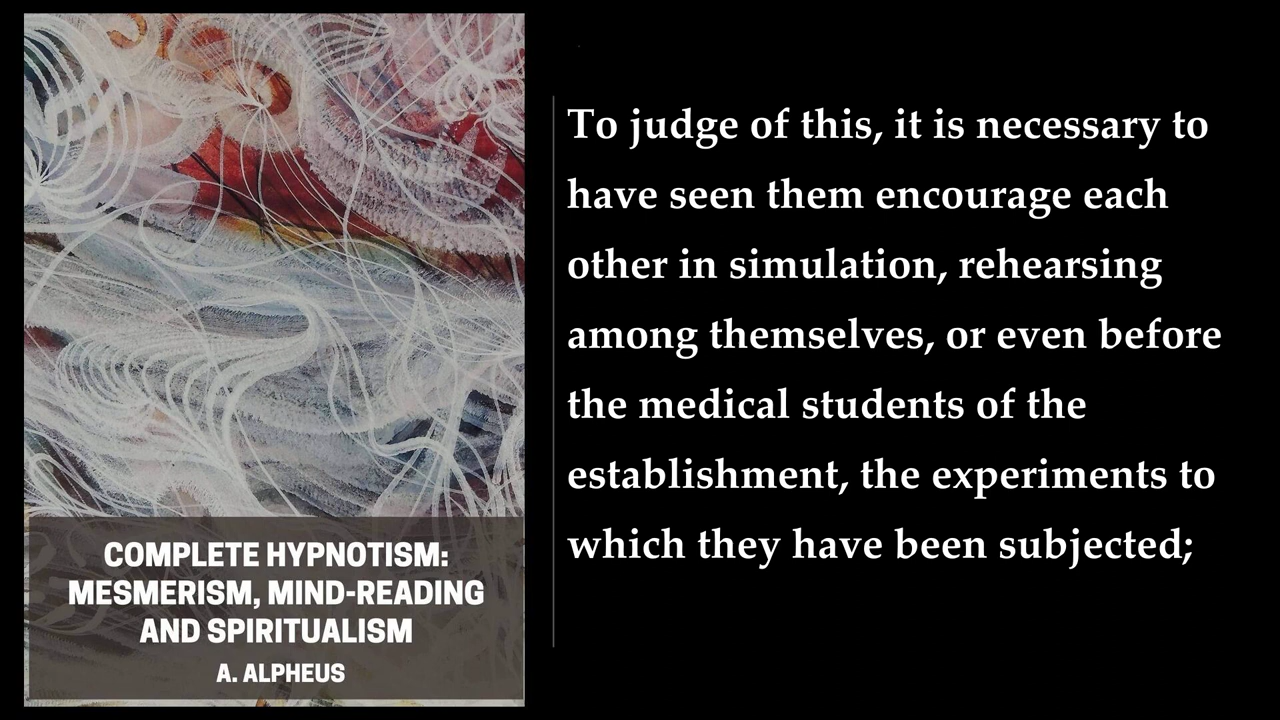 COMPLETE HYPNOTISM:
MESMERISM, MIND-READING
AND SPIRITUALISM
A. ALPHEUS
To judge of this, it is necessary to
have seen them encourage each
other in simulation, rehearsing
among themselves, or even before
the medical students of the
establishment, the experiments to
which they have been subjected;